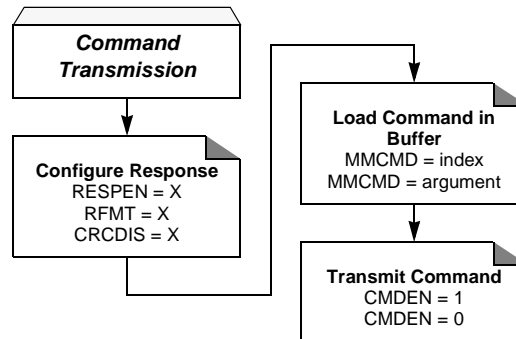 Command
Transmission
Configure Response
RESPEN = X
RFMT = X
CRCDIS = X
Load Command in
Buffer
MMCMD = index
MMCMD = argument
Transmit Command
CMDEN = 1
CMDEN = 0